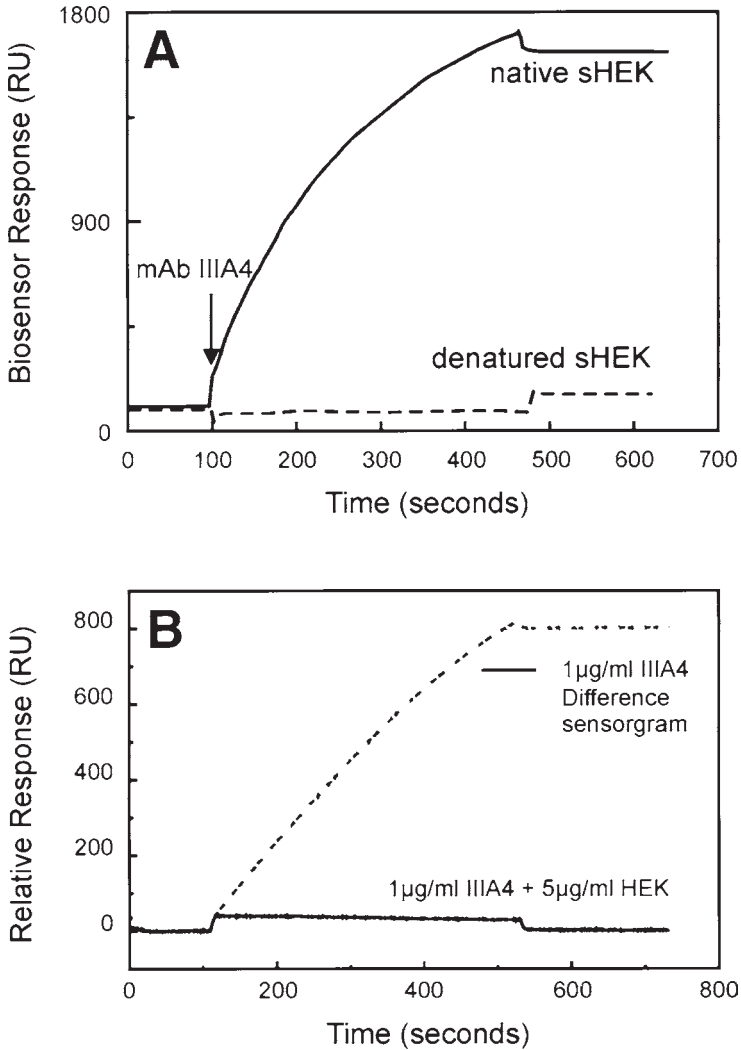 A
1800
900
0
Biosensor Response (RU)
native sHEK
mAb IIIA4
denatured sHEK
0 100 200 300 400 500 600 700
Time (seconds)
B
800
600
400
200
0
Relative Response (RU)
1µg/ml IIIA4
Difference
sensorgram
1µg/ml IIIA4 + 5µg/ml HEK
0 200 400 600 800
Time (seconds)